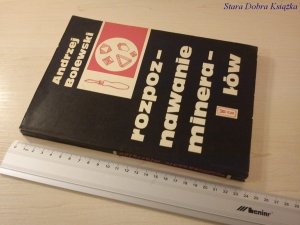 Stara Dobra Książka
Andrzej
Bolewski
rozpoz-
nawanie
minera-
łów
Leniar